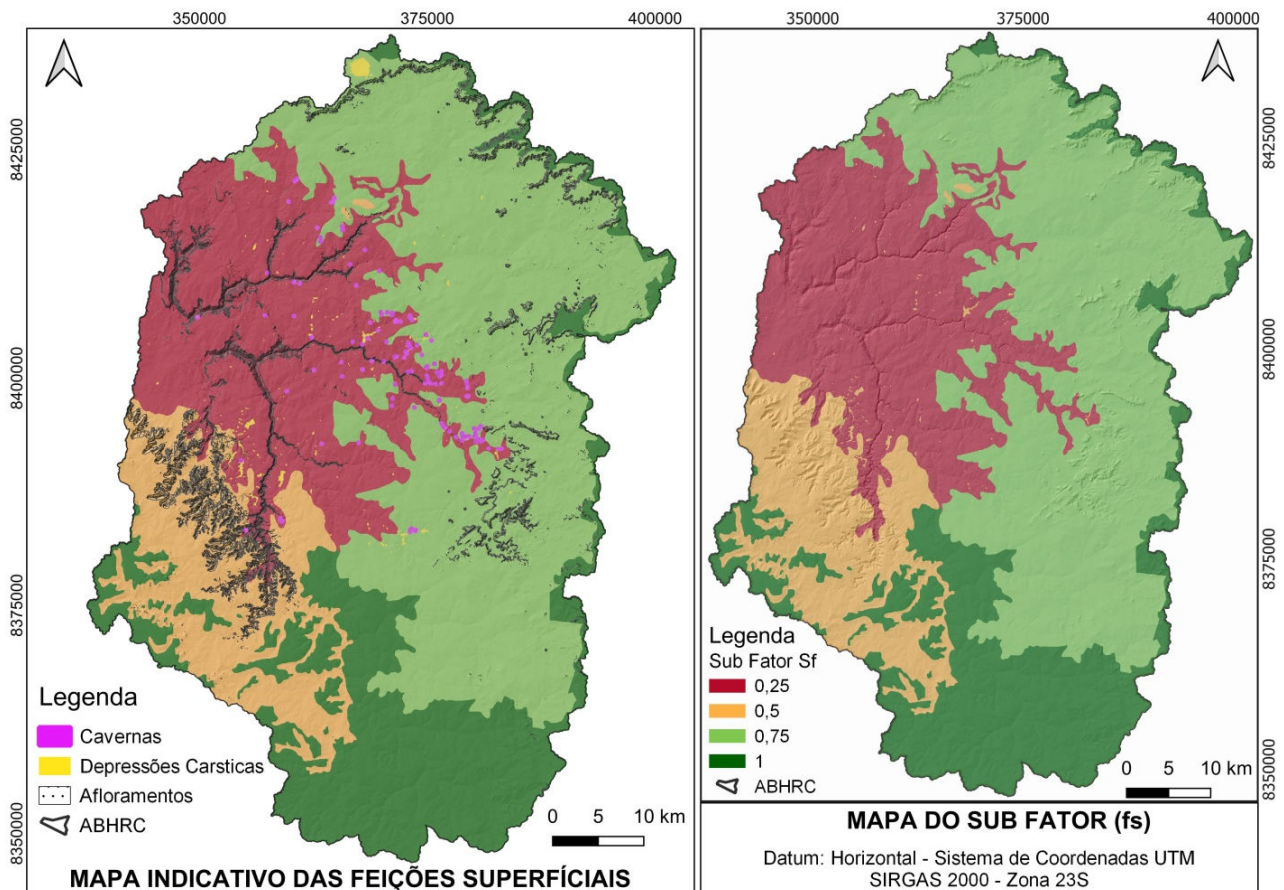 350000
375000
400000
8425000
8400000
8375000
8350000
Legenda
Cavernas
Depressões Carsticas
Afloramentos
ABHRC
0 5 10 km
MAPA INDICATIVO DAS FEIÇÕES SUPERFÍCIAIS
350000
375000
400000
8425000
8400000
8375000
8350000
Legenda
Sub Fator Sf
0,25
0,5
0,75
1
ABHRC
0 5 10 km
MAPA DO SUB FATOR (fs)
Datum: Horizontal - Sistema de Coordenadas UTM
SIRGAS 2000 - Zona 23S